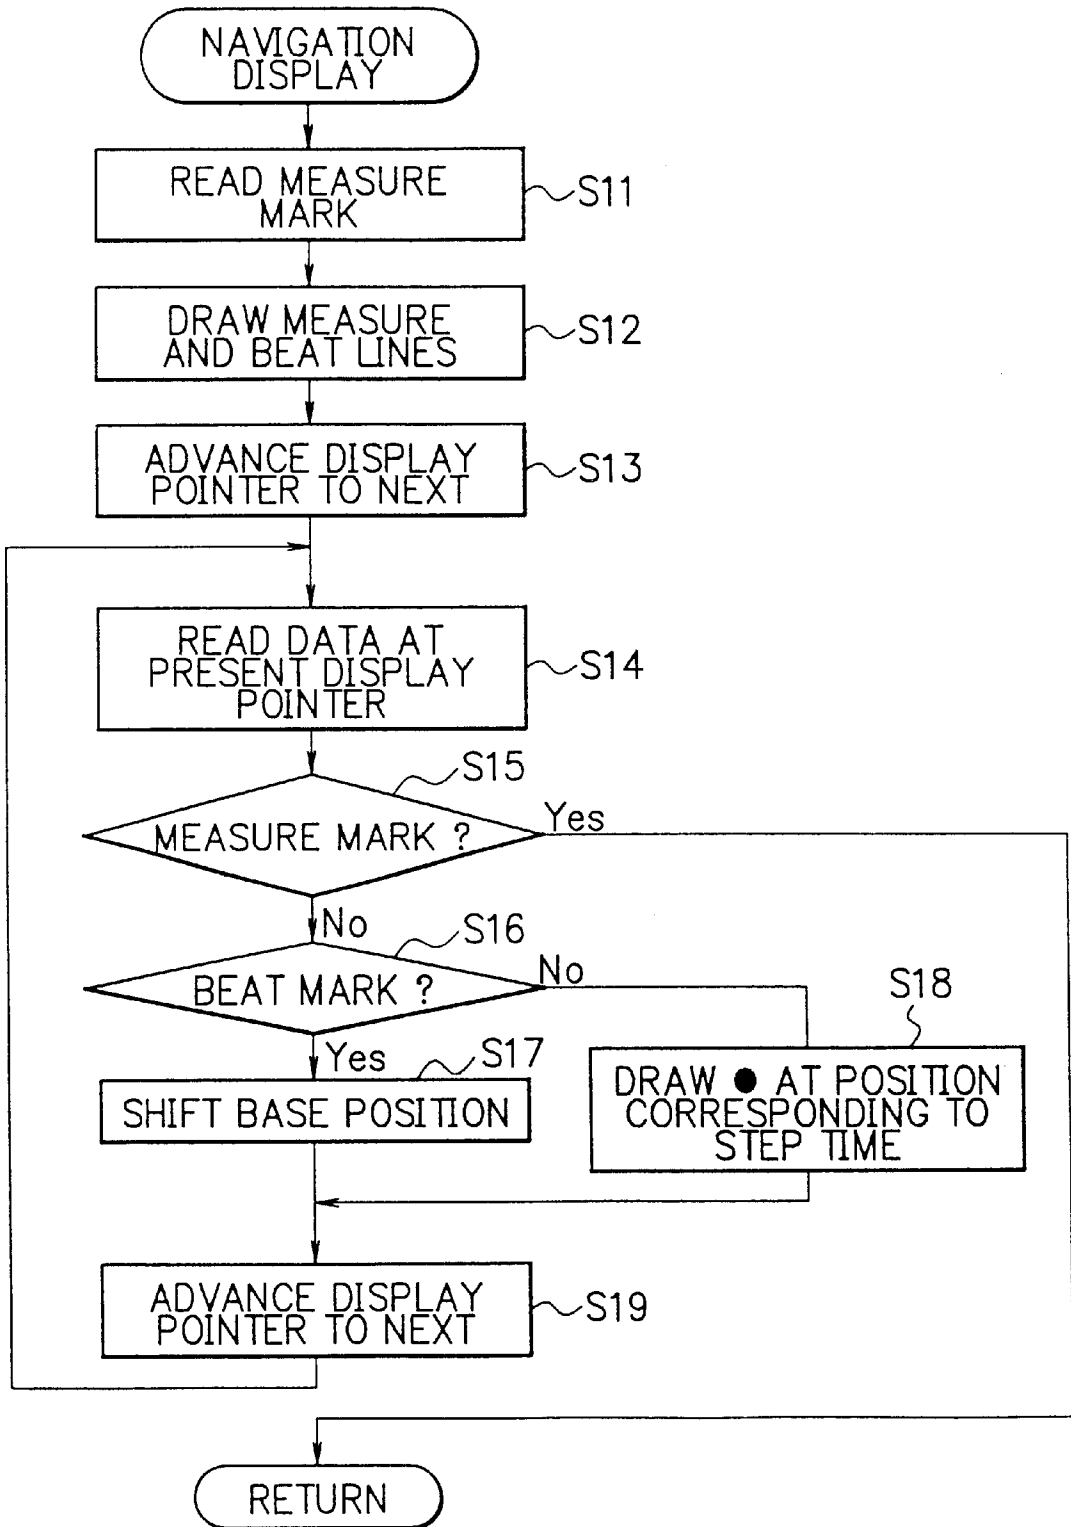 NAVIGATION
DISPLAY
READ MEASURE
MARK
S11
DRAW MEASURE
AND BEAT LINES
S12
ADVANCE DISPLAY
POINTER TO NEXT
S13
READ DATA AT
PRESENT DISPLAY
POINTER
S14
S15
MEASURE MARK ?
Yes
No
S16
BEAT MARK ?
No
Yes
S17
SHIFT BASE POSITION
S18
DRAW ● AT POSITION
CORRESPONDING TO
STEP TIME
ADVANCE DISPLAY
POINTER TO NEXT
S19
RETURN